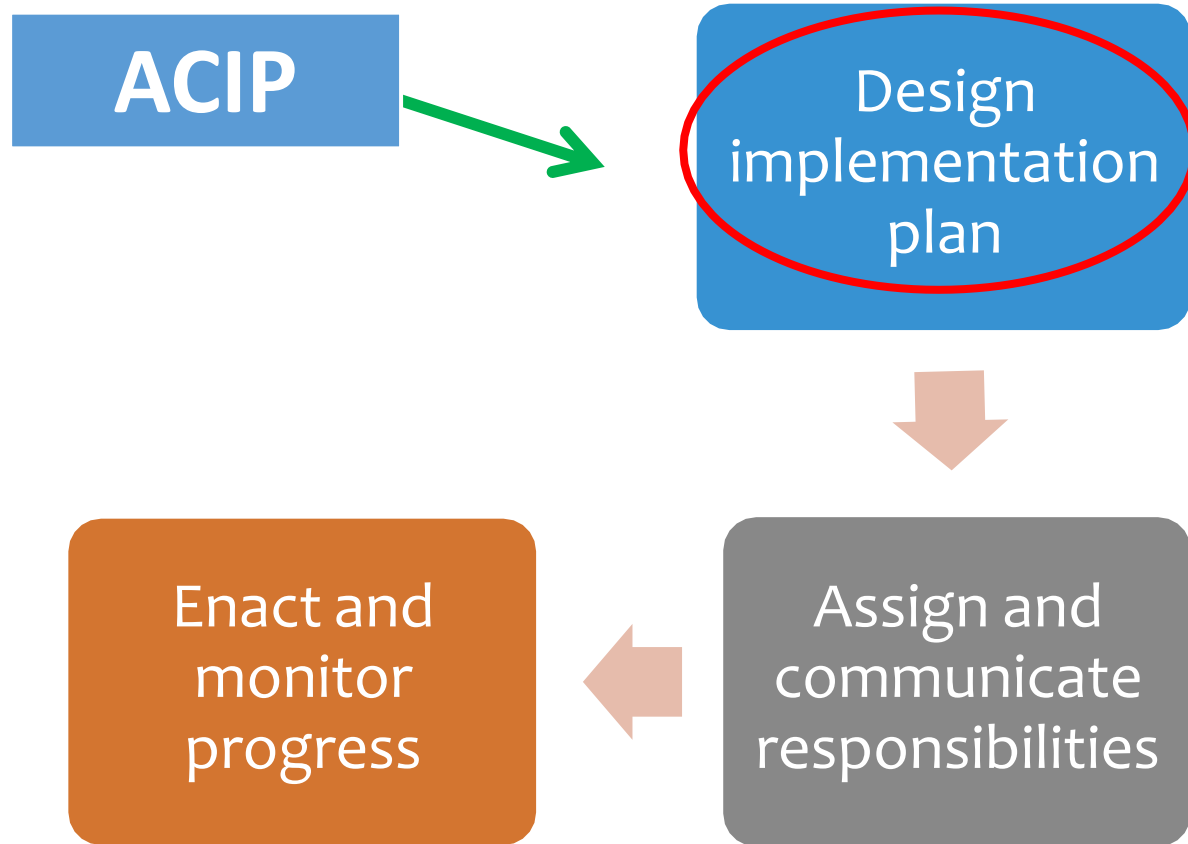 ACIP
Design
implementation
plan
Assign and
communicate
responsibilities
Enact and
monitor
progress